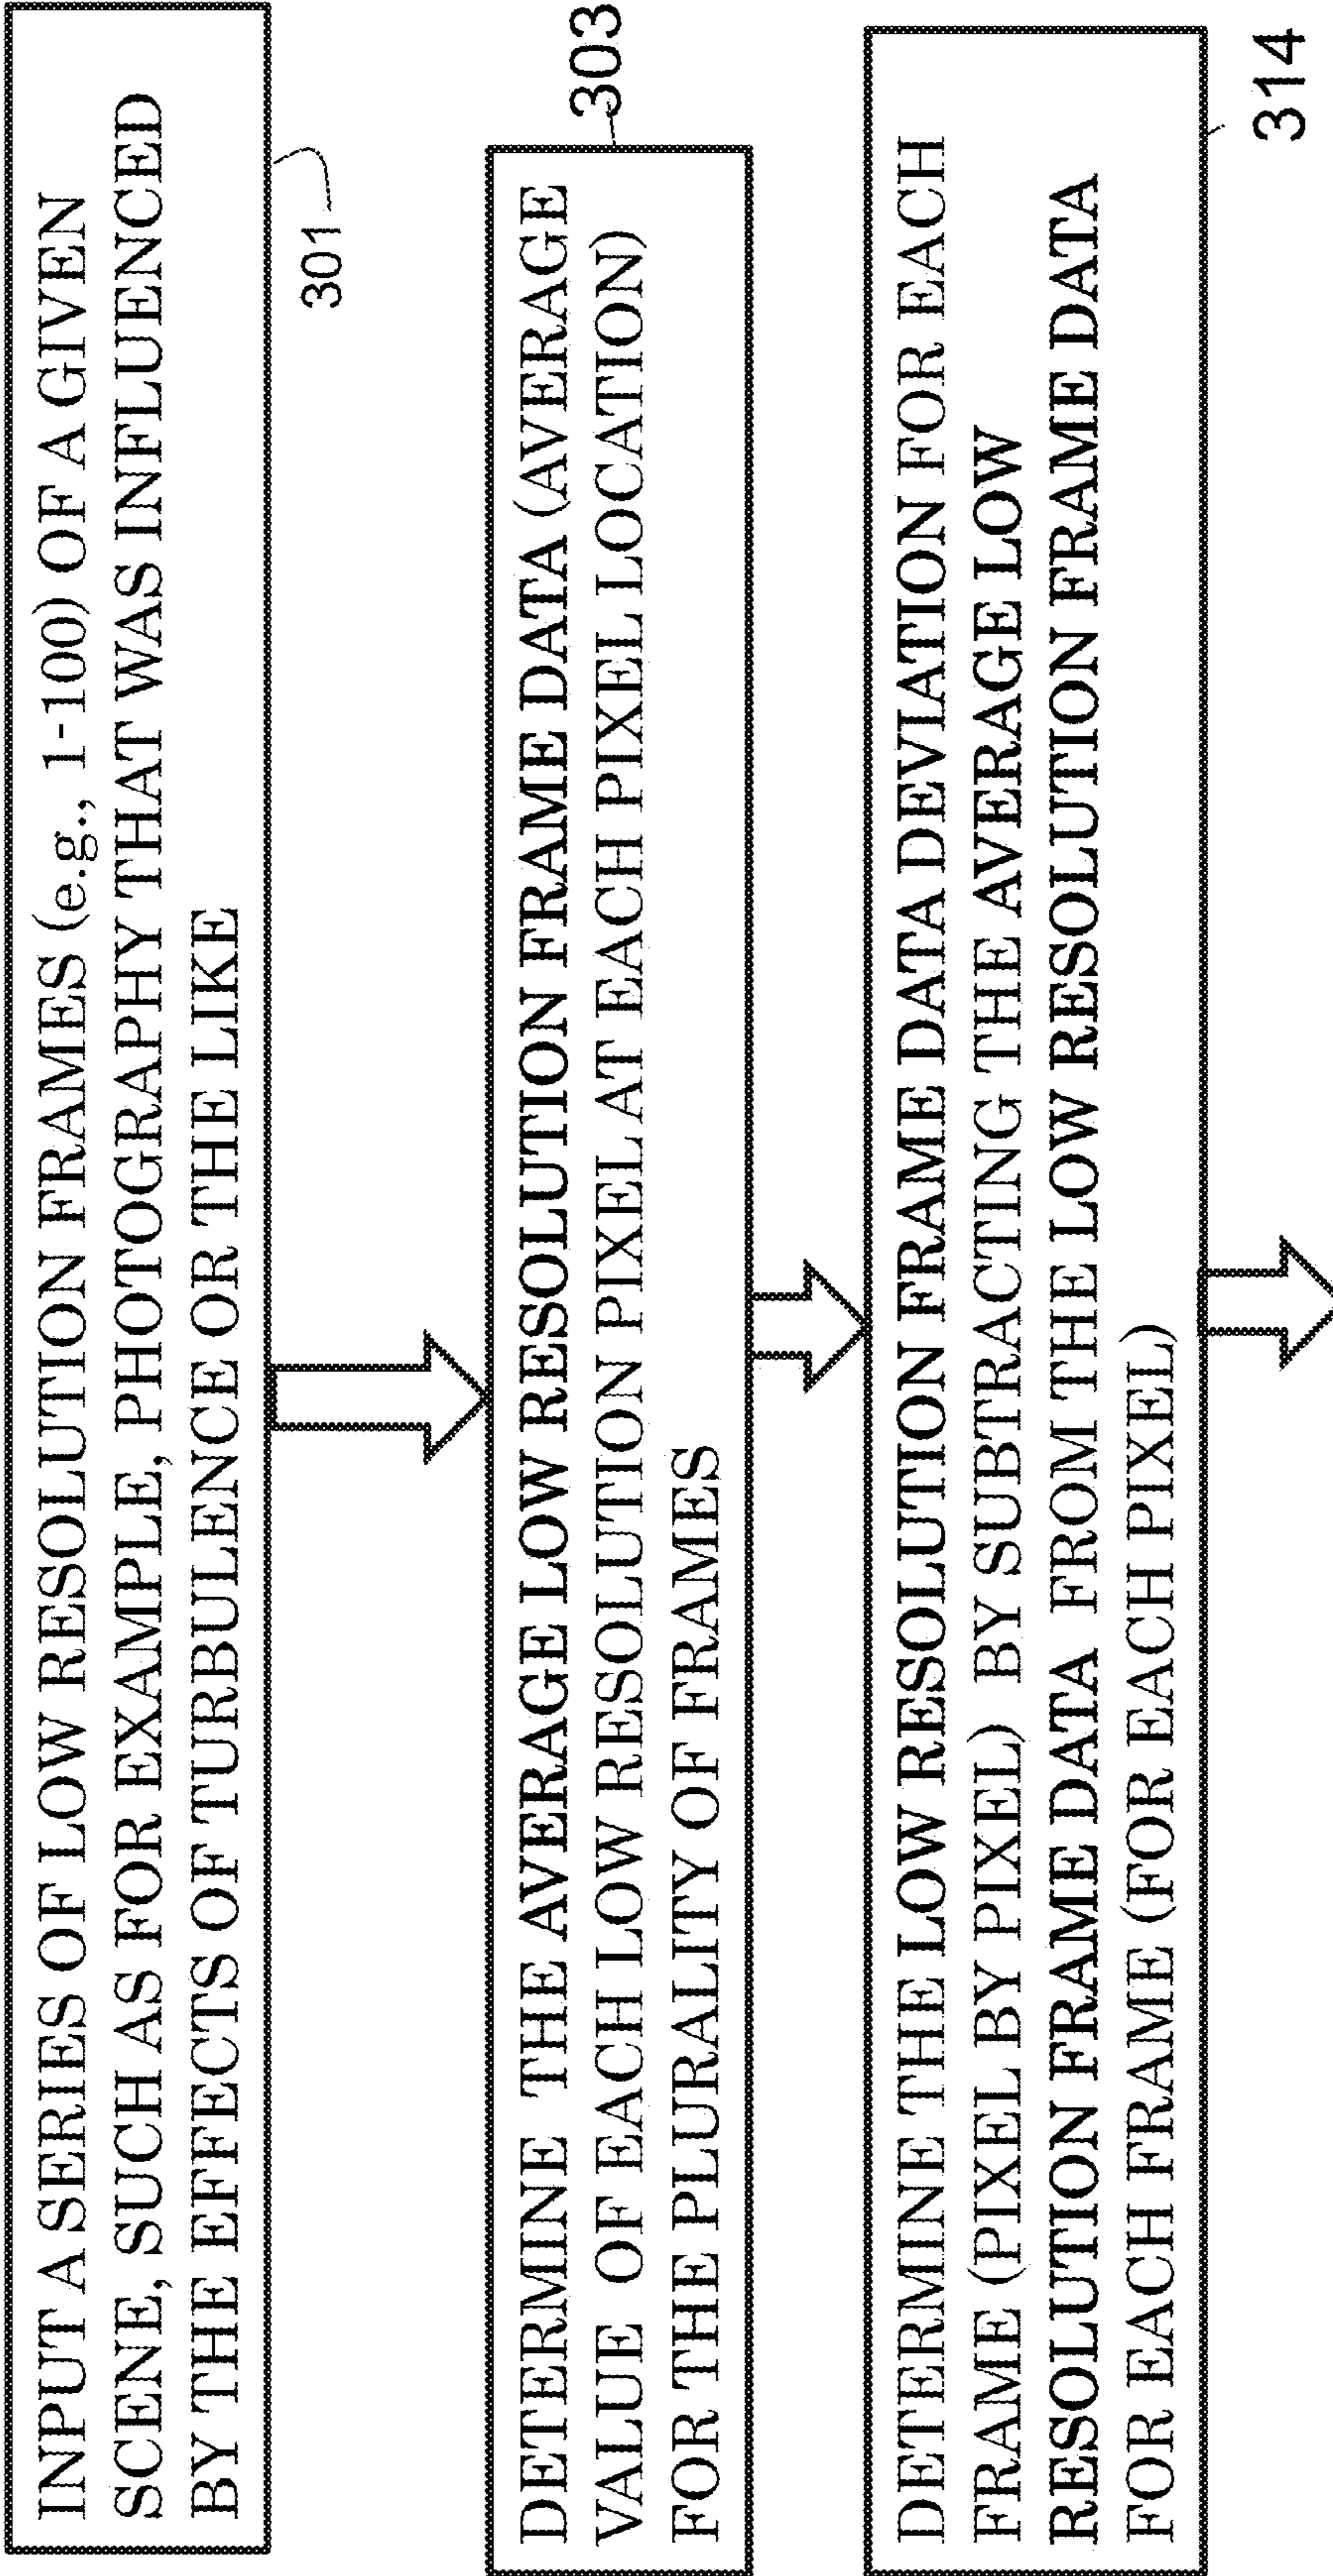 INPUT A SERIES OF LOW RESOLUTION FRAMES (e.g., 1-100) OF A GIVEN
SCENE, SUCH AS FOR EXAMPLE, PHOTOGRAPHY THAT WAS INFLUENCED
BY THE EFFECTS OF TURBULENCE OR THE LIKE
301
DETERMINE THE AVERAGE LOW RESOLUTION FRAME DATA (AVERAGE
VALUE OF EACH LOW RESOLUTION PIXEL AT EACH PIXEL LOCATION)
FOR THE PLURALITY OF FRAMES
303
DETERMINE THE LOW RESOLUTION FRAME DATA DEVIATION FOR EACH
FRAME (PIXEL BY PIXEL) BY SUBTRACTING THE AVERAGE LOW
RESOLUTION FRAME DATA FROM THE LOW RESOLUTION FRAME DATA
FOR EACH FRAME (FOR EACH PIXEL)
314